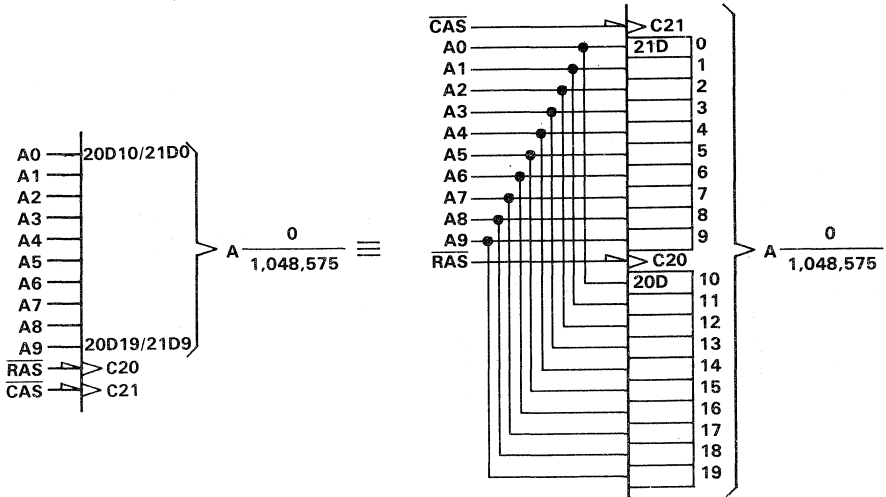 A0 20D10/21D0
A1
A2
A3
A4
A5
A6
A7
A8
A9 20D19/21D9
RAS C20
CAS C21
A 0
1,048,575
≡
CAS C21
A0 21D 0
A1 1
A2 2
A3 3
A4 4
A5 5
A6 6
A7 7
A8 8
A9 9
RAS C20
20D 10
11
12
13
14
15
16
17
18
19
A 0
1,048,575